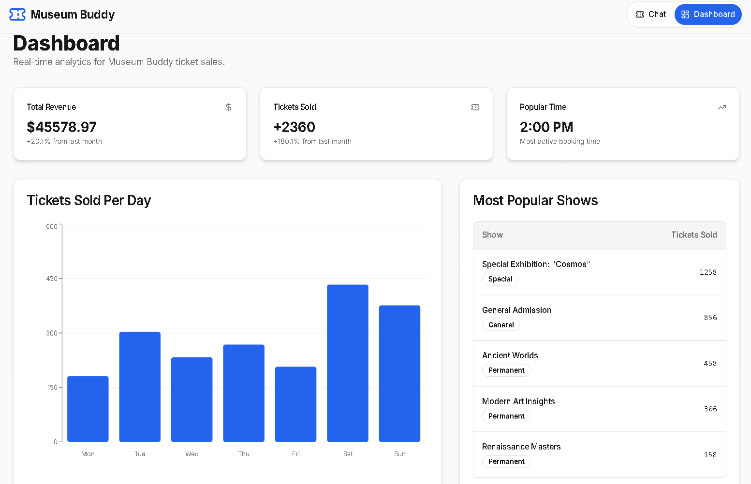 Museum Buddy
Chat
Dashboard
Dashboard
Real-time analytics for Museum Buddy ticket sales.
Total Revenue
$45578.97
+20.1% from last month
Tickets Sold
+2360
+180.1% from last month
Popular Time
2:00 PM
Most active booking time
Tickets Sold Per Day
600
450
300
150
0
Mon
Tue
Wed
Thu
Fri
Sat
Sun
Most Popular Shows
Show
Tickets Sold
Special Exhibition: "Cosmos"
Special
1258
General Admission
General
Ancient Worlds
Permanent
458
Modern Art Insights
Permanent
Renaissance Masters
Permanent
158